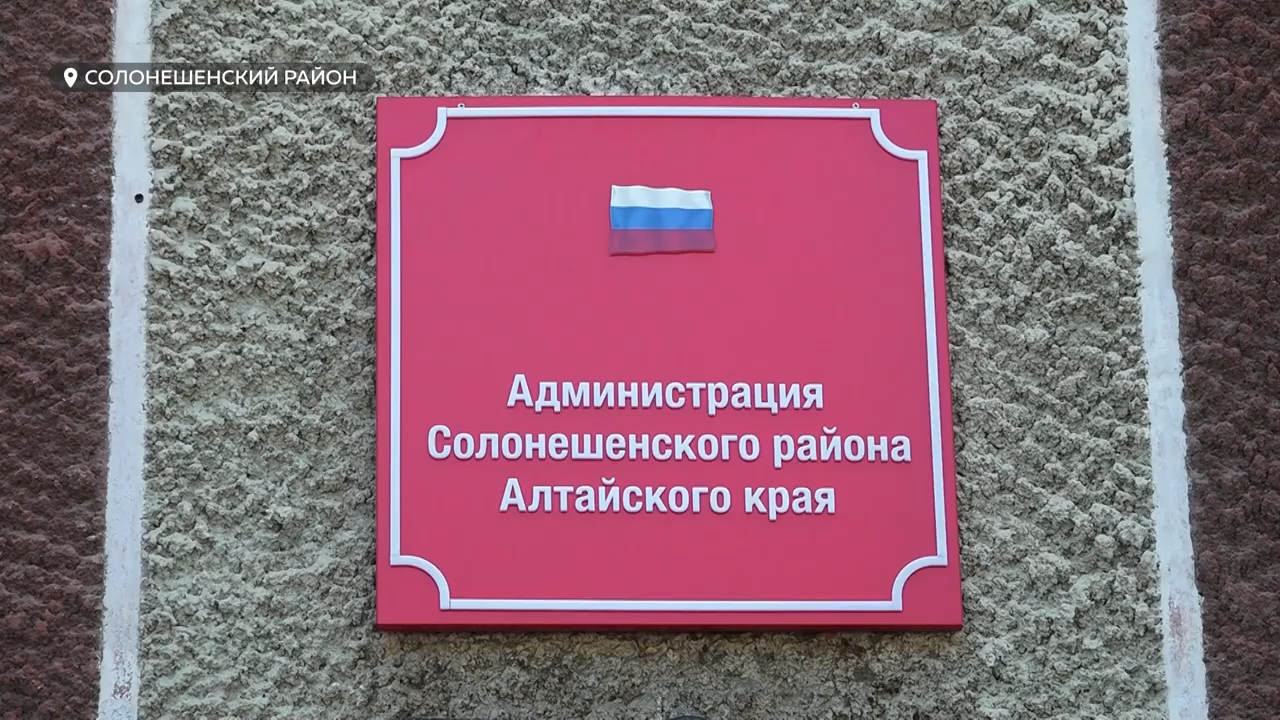 СОЛОНЕШЕНСКИЙ РАЙОН
Администрация
Солонешенского района
Алтайского края